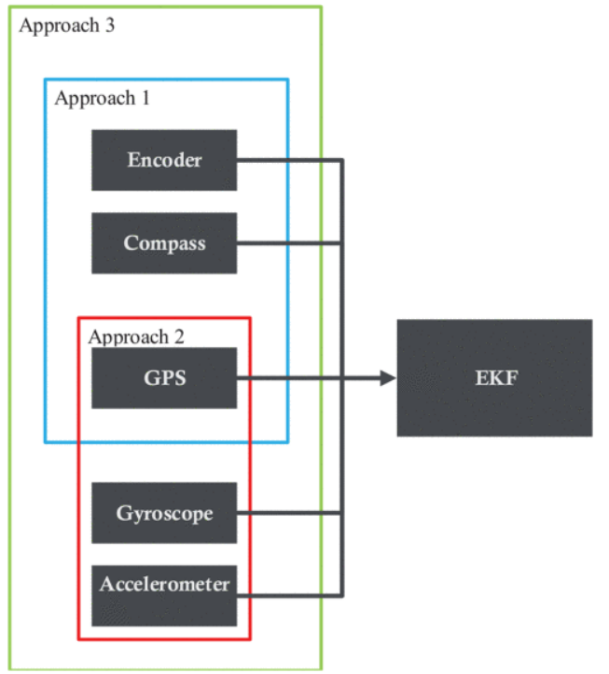 Approach 3
Approach 1
Encoder
Compass
Approach 2
GPS
EKF
Gyroscope
Accelerometer